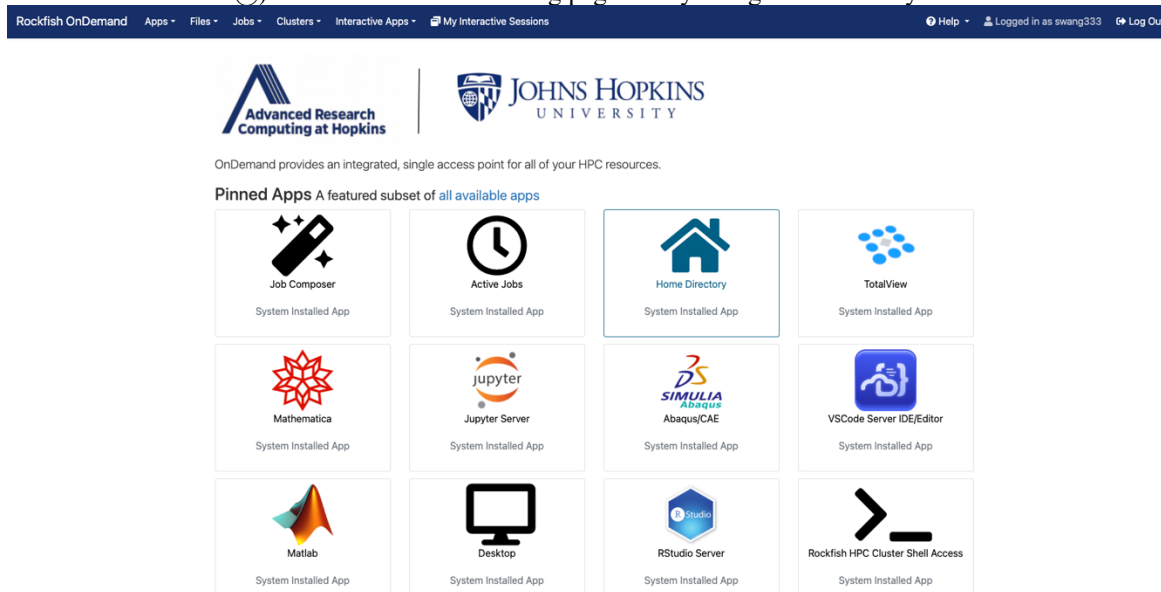 Rockfish OnDemand Apps Files Jobs Clusters Interactive Apps My Interactive Sessions Help Logged in as swang333 Log Ou
Advanced Research
Computing at Hopkins
JOHNS HOPKINS
UNIVERSITY
OnDemand provides an integrated, single access point for all of your HPC resources.
Pinned Apps A featured subset of all available apps
Job Composer
System Installed App
Active Jobs
System Installed App
Home Directory
System Installed App
TotalView
System Installed App
Mathematica
System Installed App
jupyter
Jupyter Server
System Installed App
3S
SIMULIA
Abaqus
Abaqus/CAE
System Installed App
VSCode Server IDE/Editor
System Installed App
Matlab
System Installed App
Desktop
System Installed App
R Studio
RStudio Server
System Installed App
Rockfish HPC Cluster Shell Access
System Installed App